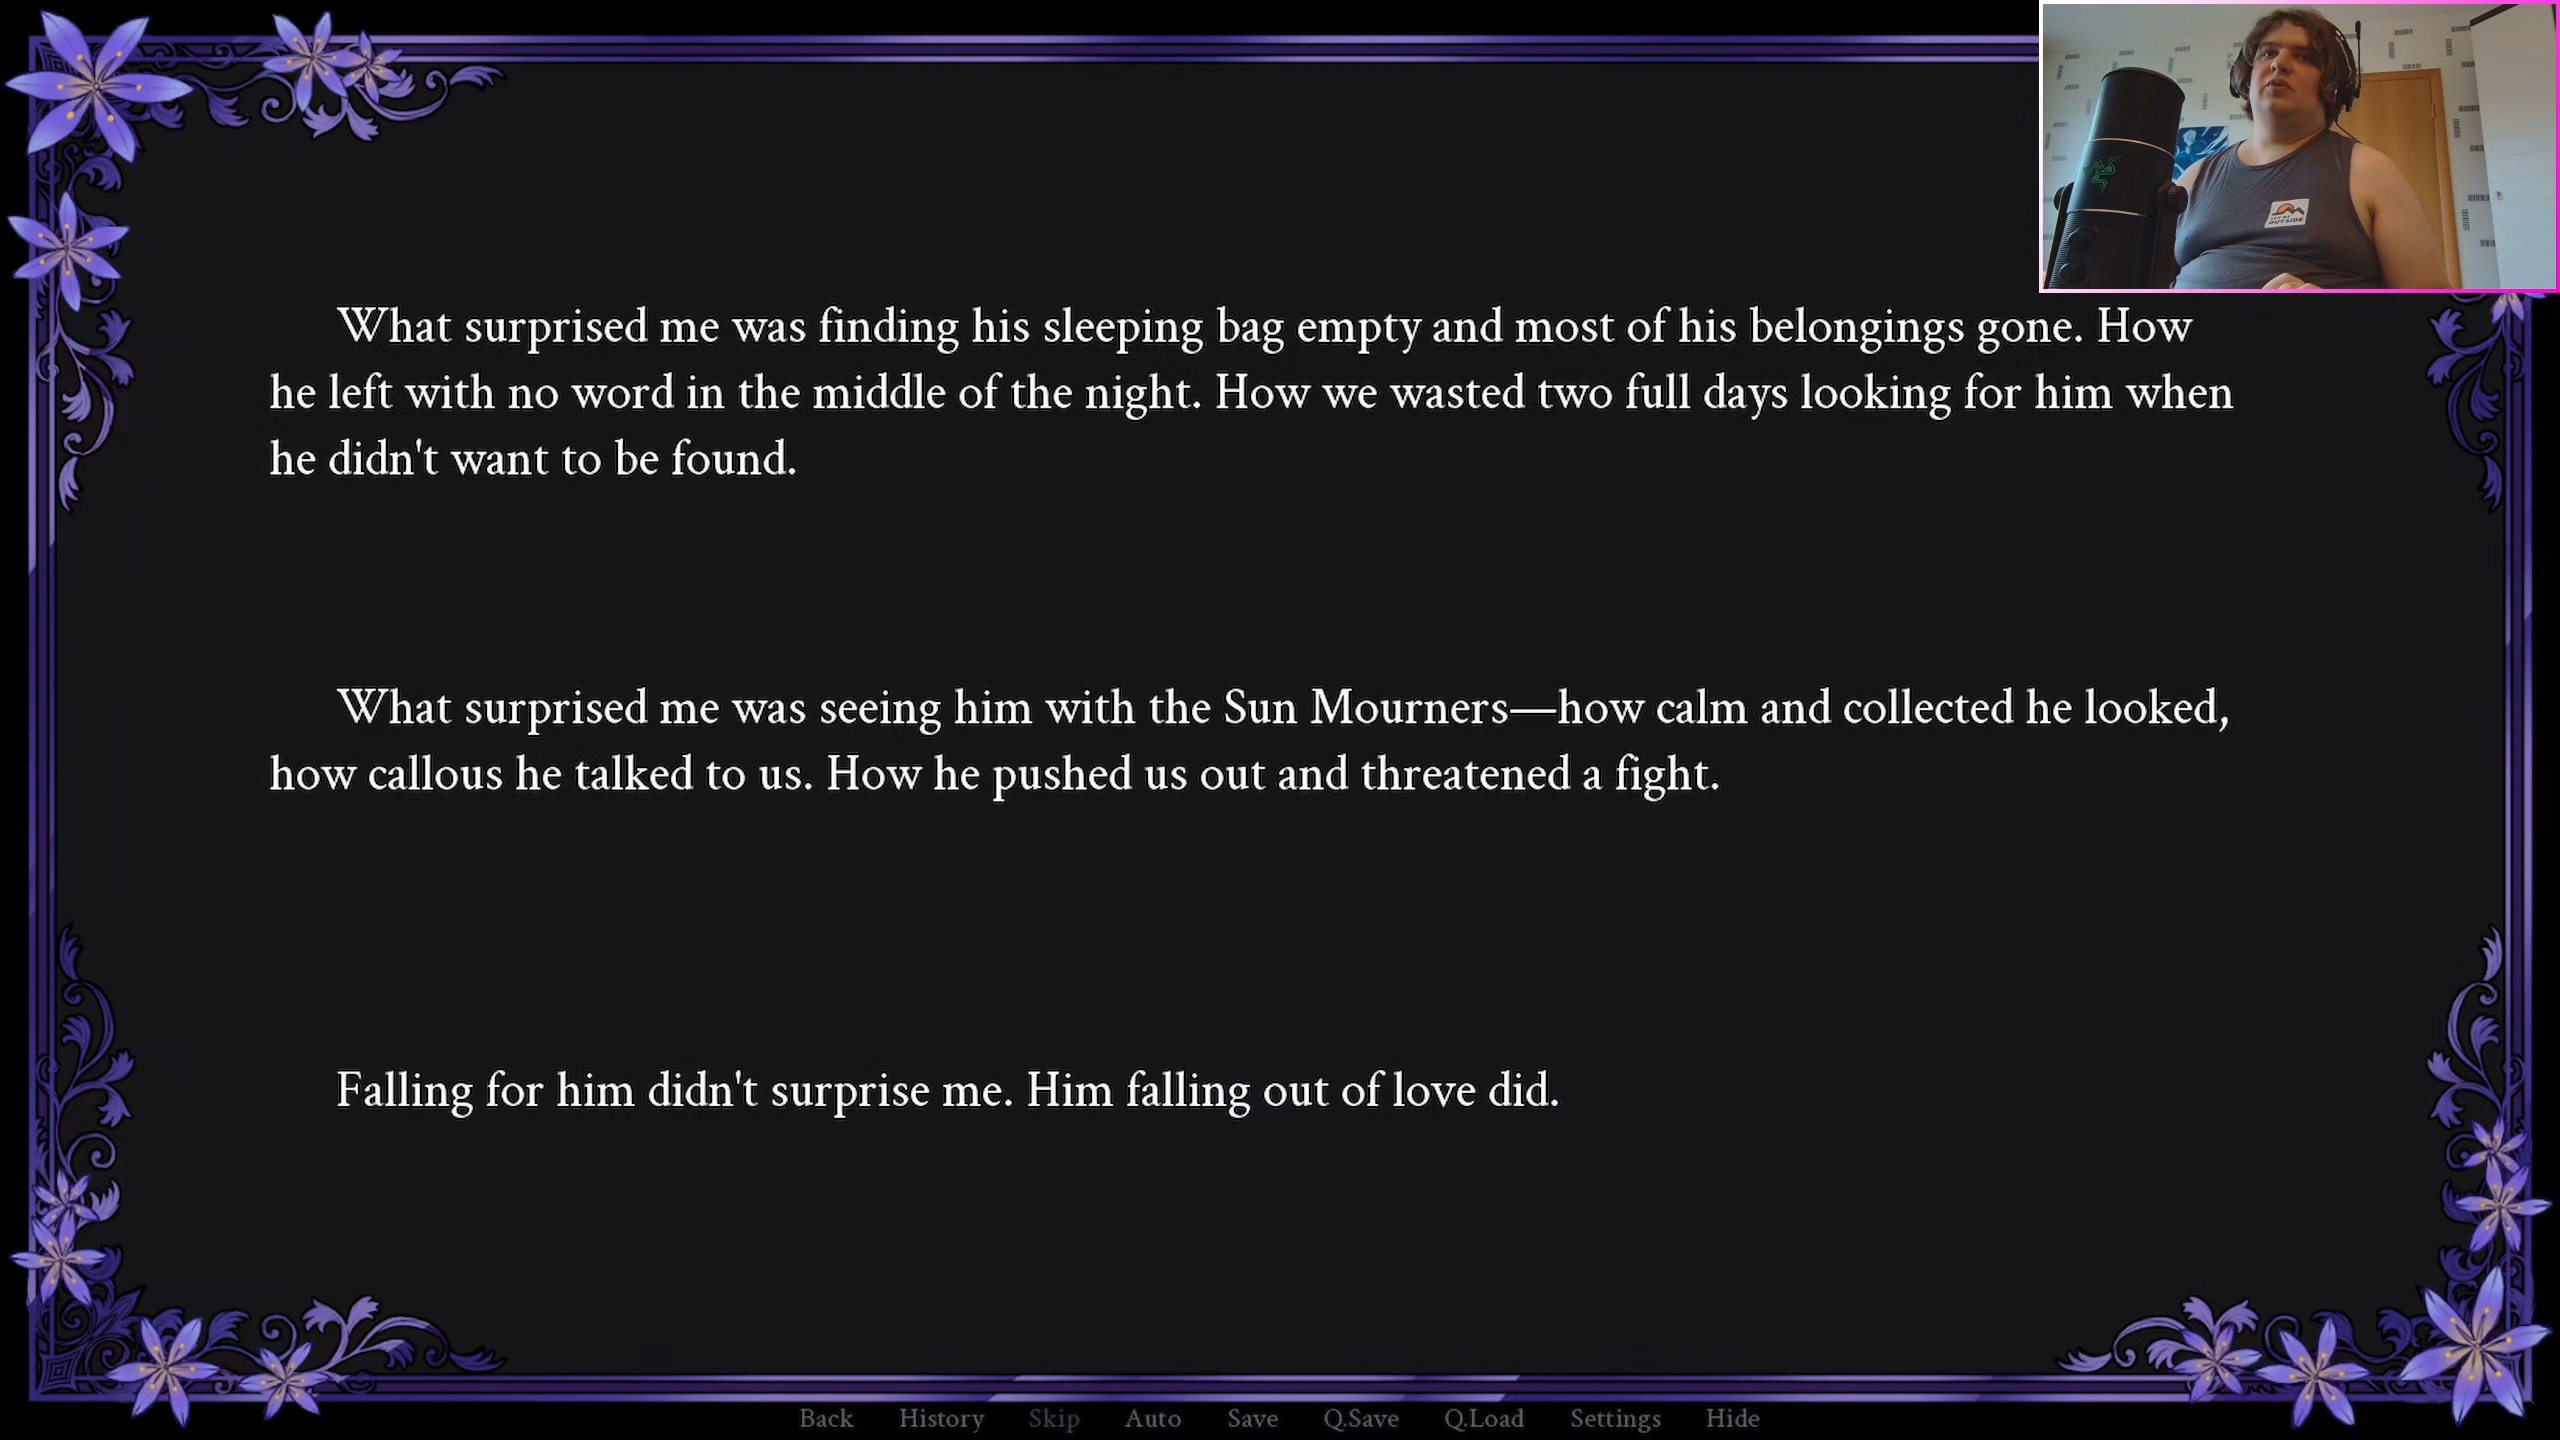 What surprised me was finding his sleeping bag empty and most of his belongings gone. How
he left with no word in the middle of the night. How we wasted two full days looking for him when
he didn't want to be found.
What surprised me was seeing him with the Sun Mourners—how calm and collected he looked,
how callous he talked to us. How he pushed us out and threatened a fight.
Falling for him didn't surprise me. Him falling out of love did.
Back History Skip Auto Save Q.Save Q.Load Settings Hide
OUTSIDE